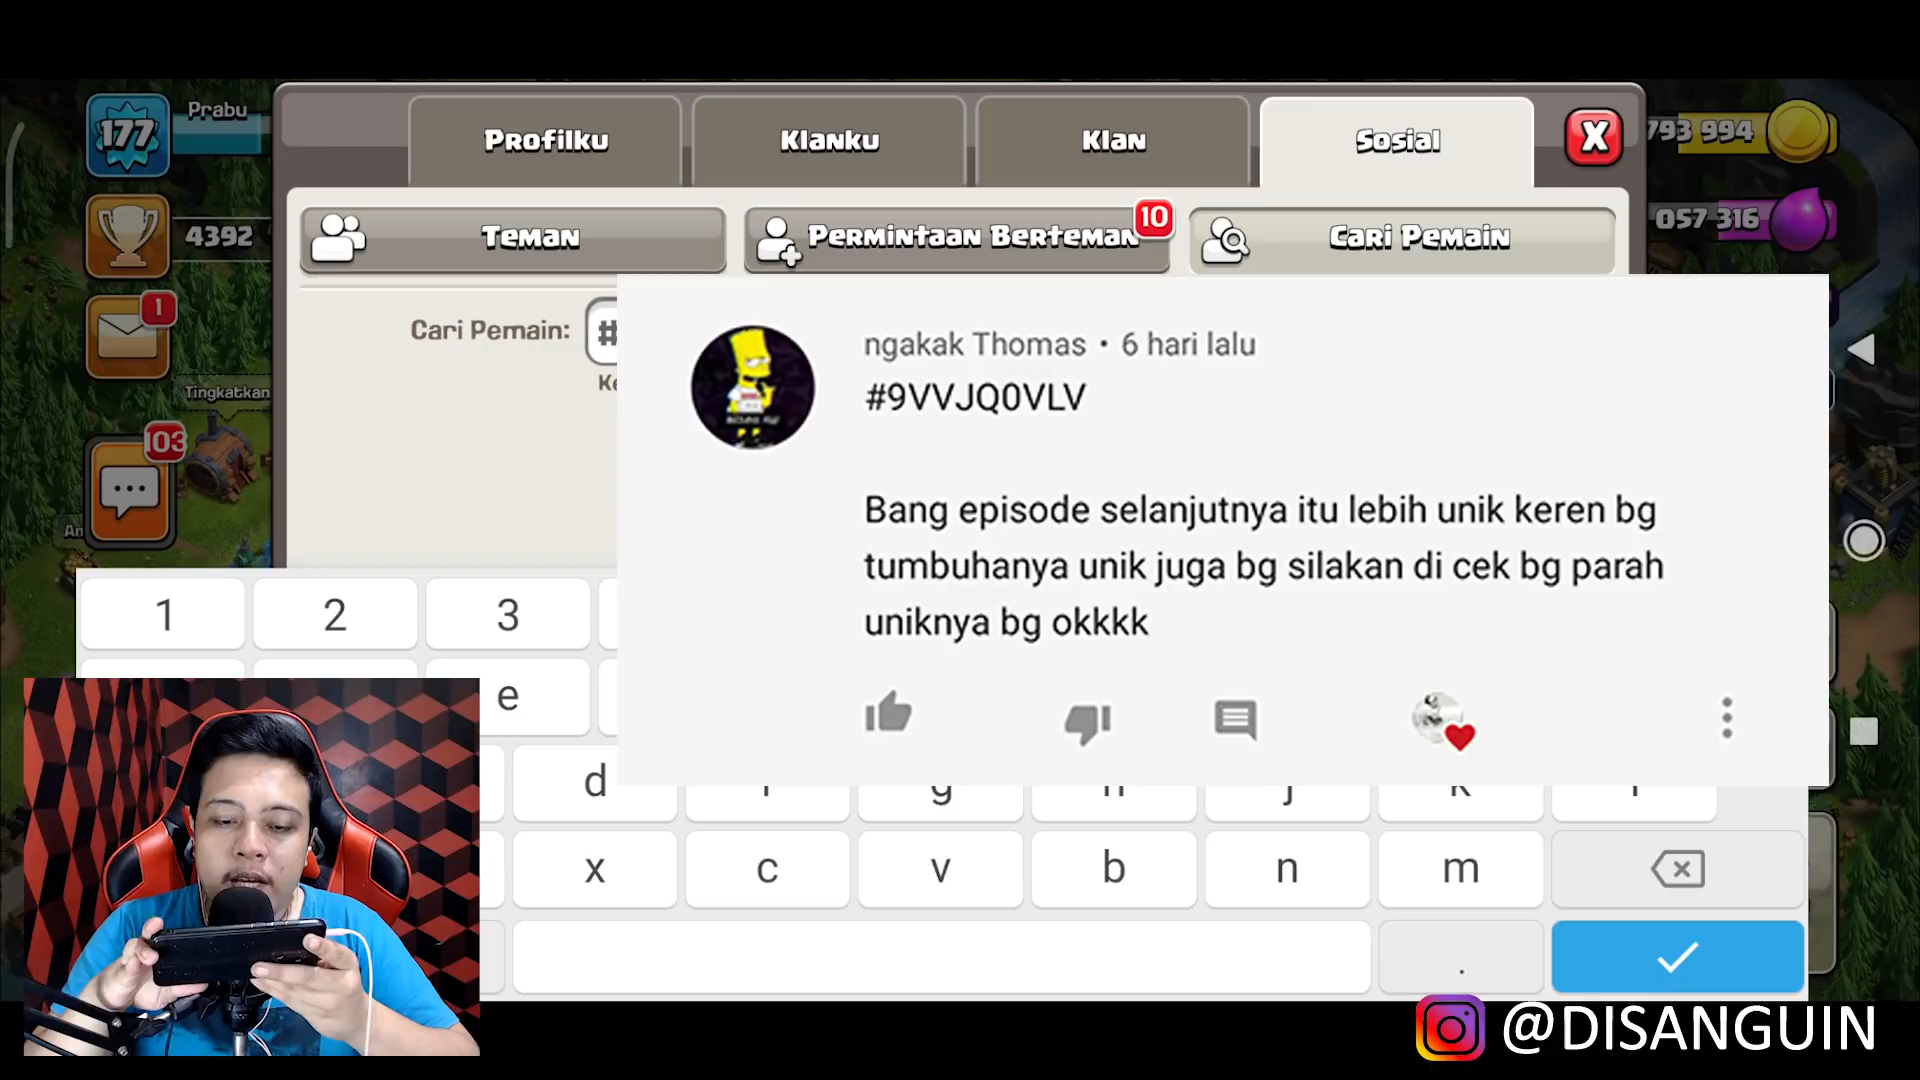 177
Prabu
Profilku
Klanku
Klan
Sosial
X
793 994
4392
057 316
Teman
Permintaan Berteman
10
Cari Pemain
1
Cari Pemain:
#
Ke
Tingkatkan
103
An
ngakak Thomas • 6 hari lalu
#9VVJQ0VLV
Bang episode selanjutnya itu lebih unik keren bg
tumbuhanya unik juga bg silakan di cek bg parah
uniknya bg okkkk
1 2 3
e
d g j k
x c v b n m
.
@DISANGUIN